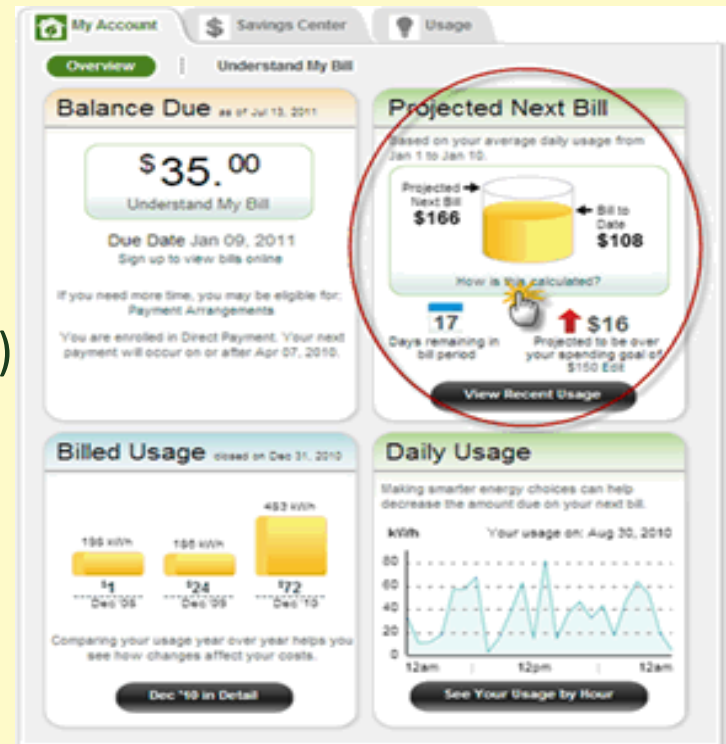 My Account
$ Savings Center
Usage
Overview | Understand My Bill
Balance Due as of Jul 13, 2011
$35.00
Understand My Bill
Due Date Jan 09, 2011
Sign up to view bills online
If you need more time, you may be eligible for:
Payment Arrangements
You are enrolled in Direct Payment. Your next
payment will occur on or after Apr 07, 2010.
Projected Next Bill
Based on your average daily usage from
Jan 1 to Jan 10.
Projected
Next Bill
$166
Bill to
Date
$108
How is this calculated?
17
Days remaining in
bill period
$16
Projected to be over
your spending goal of
$150 Edit
View Recent Usage
)
Billed Usage closed on Dec 31, 2010
483 kWh
$1
$24
$72
Dec '10
Comparing your usage year over year helps you
see how changes affect your costs.
Dec '10 in Detail
Daily Usage
Making smarter energy choices can help
decrease the amount due on your next bill.
kWh
Your usage on: Aug 30, 2010
80
60
40
20
0
12am
12pm
12am
See Your Usage by Hour